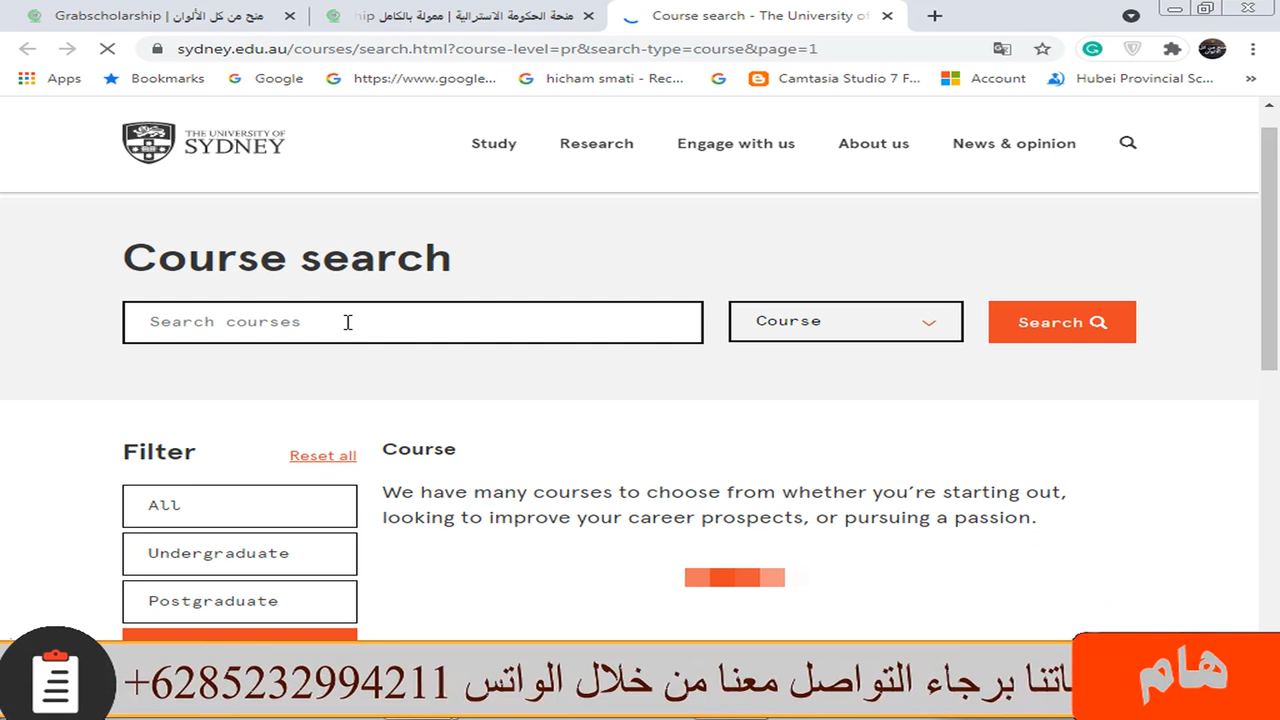 Grabscholarship | منح من كل الألوان
منحة الحكومة الاسترالية | ممولة بالكامل
Course search - The University of
sydney.edu.au/courses/search.html?course-level=pr&search-type=course&page=1
Apps Bookmarks Google https://www.google... hicham smati - Rec... Camtasia Studio 7 F... Account Hubei Provincial Sc... »
THE UNIVERSITY OF
SYDNEY
Study Research Engage with us About us News & opinion
Course search
Search courses Course Search
Filter Reset all Course
We have many courses to choose from whether you're starting out,
looking to improve your career prospects, or pursuing a passion.
All
Undergraduate
Postgraduate
هام
برجاء التواصل معنا من خلال الواتس +6285232994211